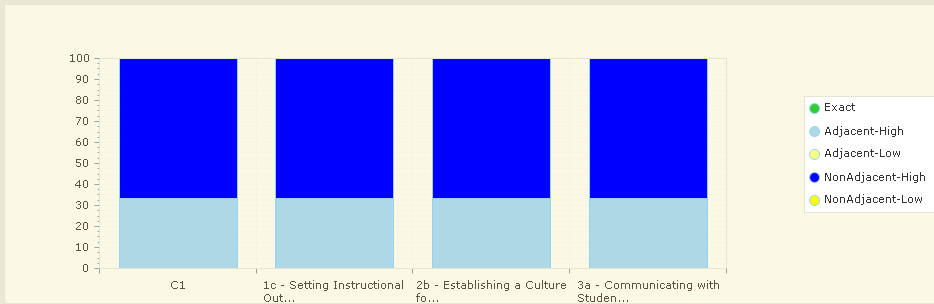 100
90
80
70
60
50
40
30
20
10
0
C1
1c - Setting Instructional
Out...
2b - Establishing a Culture
fo...
3a - Communicating with
Studen...
Exact
Adjacent-High
Adjacent-Low
NonAdjacent-High
NonAdjacent-Low